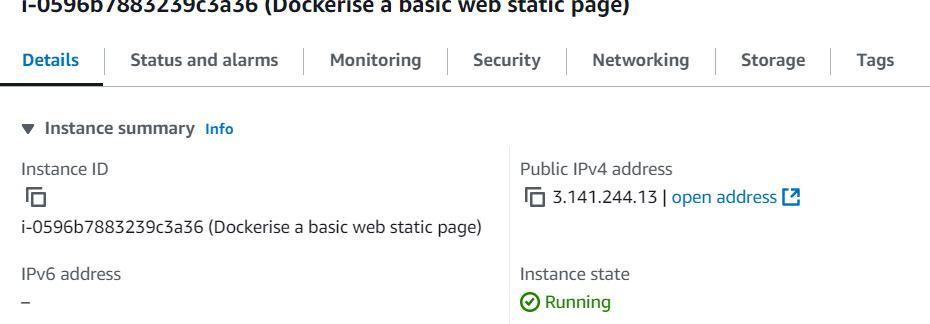 i-0596b7883239c3a36 (Dockerise a basic web static page)
Details Status and alarms Monitoring Security Networking Storage Tags
Instance summary Info
Instance ID
i-0596b7883239c3a36 (Dockerise a basic web static page)
Public IPv4 address
3.141.244.13 | open address
IPv6 address
–
Instance state
Running